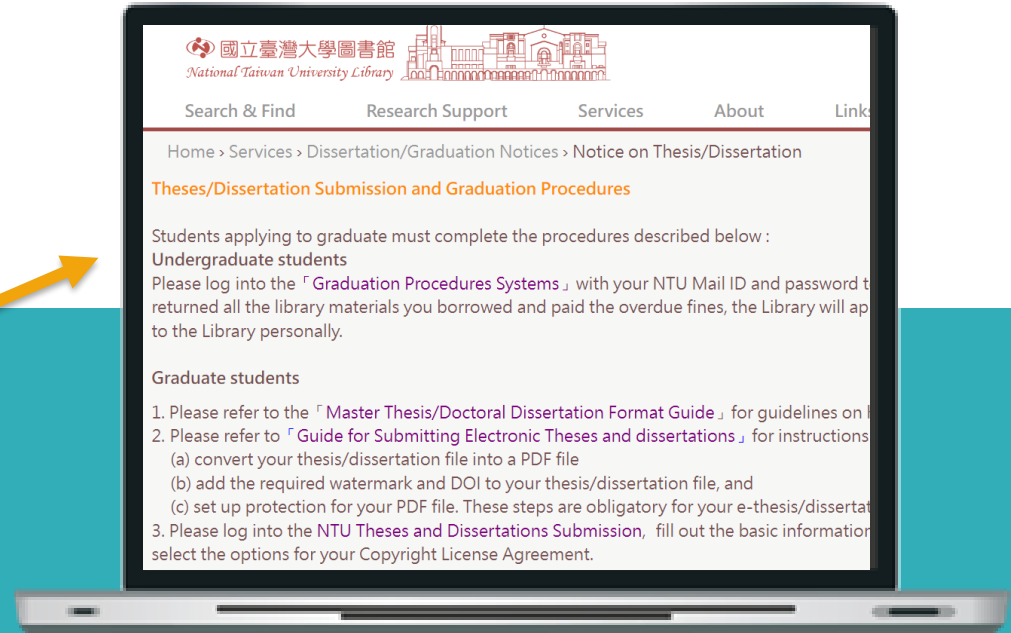 國立臺灣大學圖書館
National Taiwan University Library
Search & Find Research Support Services About Links
Home › Services › Dissertation/Graduation Notices › Notice on Thesis/Dissertation
Theses/Dissertation Submission and Graduation Procedures
Students applying to graduate must complete the procedures described below :
Undergraduate students
Please log into the「Graduation Procedures Systems」with your NTU Mail ID and password
returned all the library materials you borrowed and paid the overdue fines, the Library will
to the Library personally.
Graduate students
1. Please refer to the「Master Thesis/Doctoral Dissertation Format Guide」for guidelines on
2. Please refer to「Guide for Submitting Electronic Theses and dissertations」for instructions
(a) convert your thesis/dissertation file into a PDF file
(b) add the required watermark and DOI to your thesis/dissertation file, and
(c) set up protection for your PDF file. These steps are obligatory for your
3. Please log into the NTU Theses and Dissertations Submission, fill out the basic information
select the options for your Copyright License Agreement.